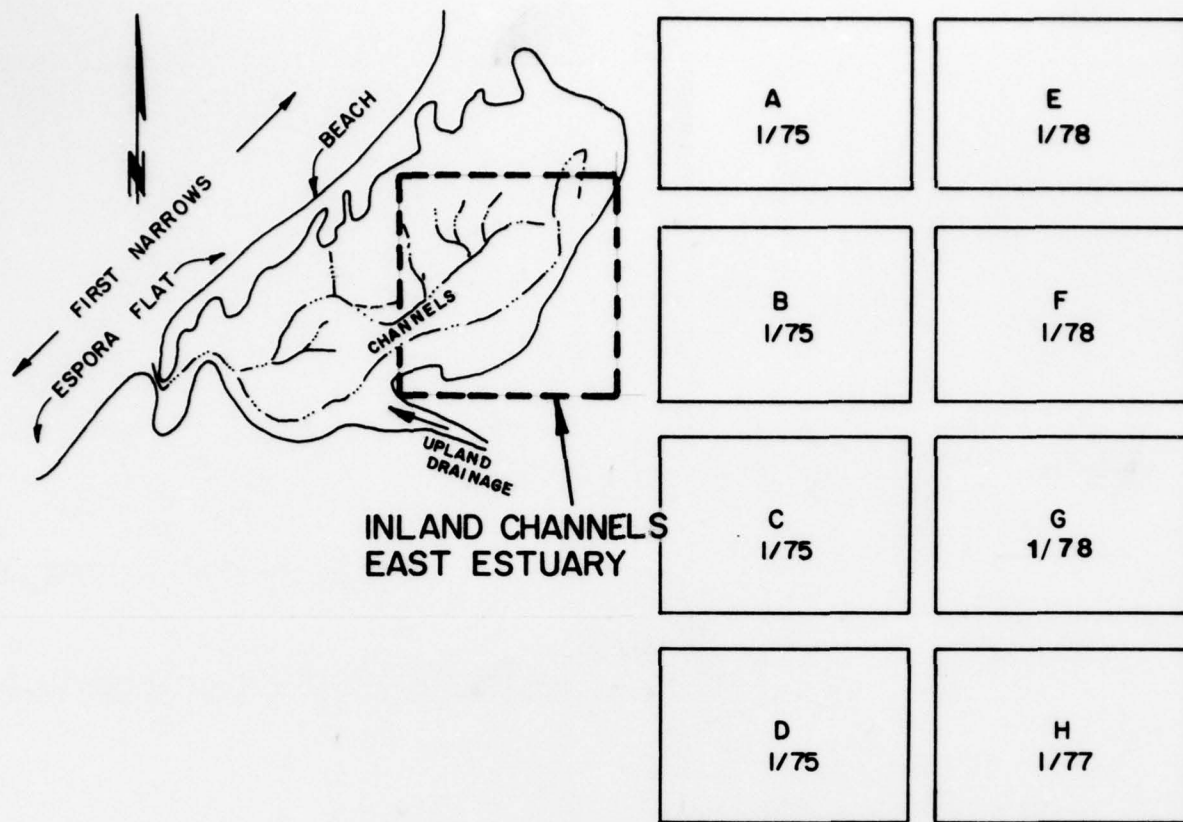 N
FIRST NARROWS
BEACH
ESPORA FLAT
CHANNELS
UPLAND
DRAINAGE
INLAND CHANNELS
EAST ESTUARY
A
1/75
E
1/78
B
1/75
F
1/78
C
1/75
G
1/78
D
1/75
H
1/77